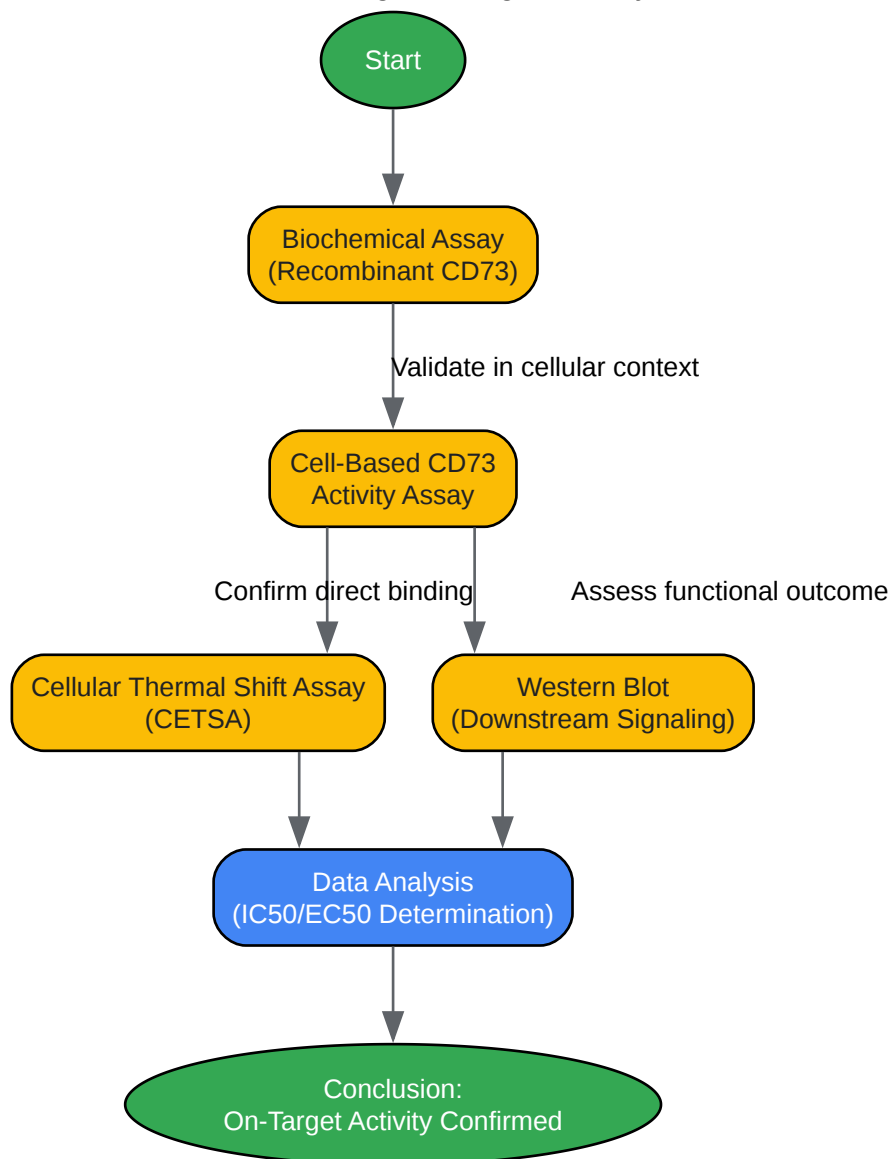 Start
Biochemical Assay
(Recombinant CD73)
Validate in cellular context
Cell-Based CD73
Activity Assay
Confirm direct binding
Assess functional outcome
Cellular Thermal Shift Assay
(CETSA)
Western Blot
(Downstream Signaling)
Data Analysis
(IC50/EC50 Determination)
Conclusion:
On-Target Activity Confirmed